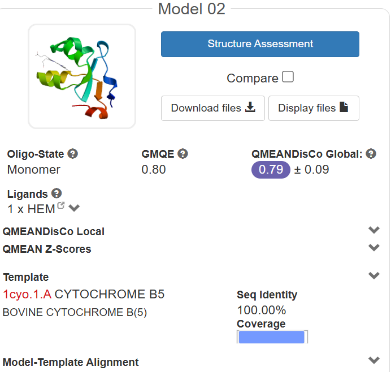 Model 02
Structure Assessment
Compare
Download files Display files
Oligo-State GMQE QMEANDisCo Global:
Monomer 0.80 0.79 ± 0.09
Ligands
1 x HEM
QMEANDisCo Local
QMEAN Z-Scores
Template
1cyo.1.A CYTOCHROME B5 Seq Identity
BOVINE CYTOCHROME B(5) 100.00%
Coverage
Model-Template Alignment